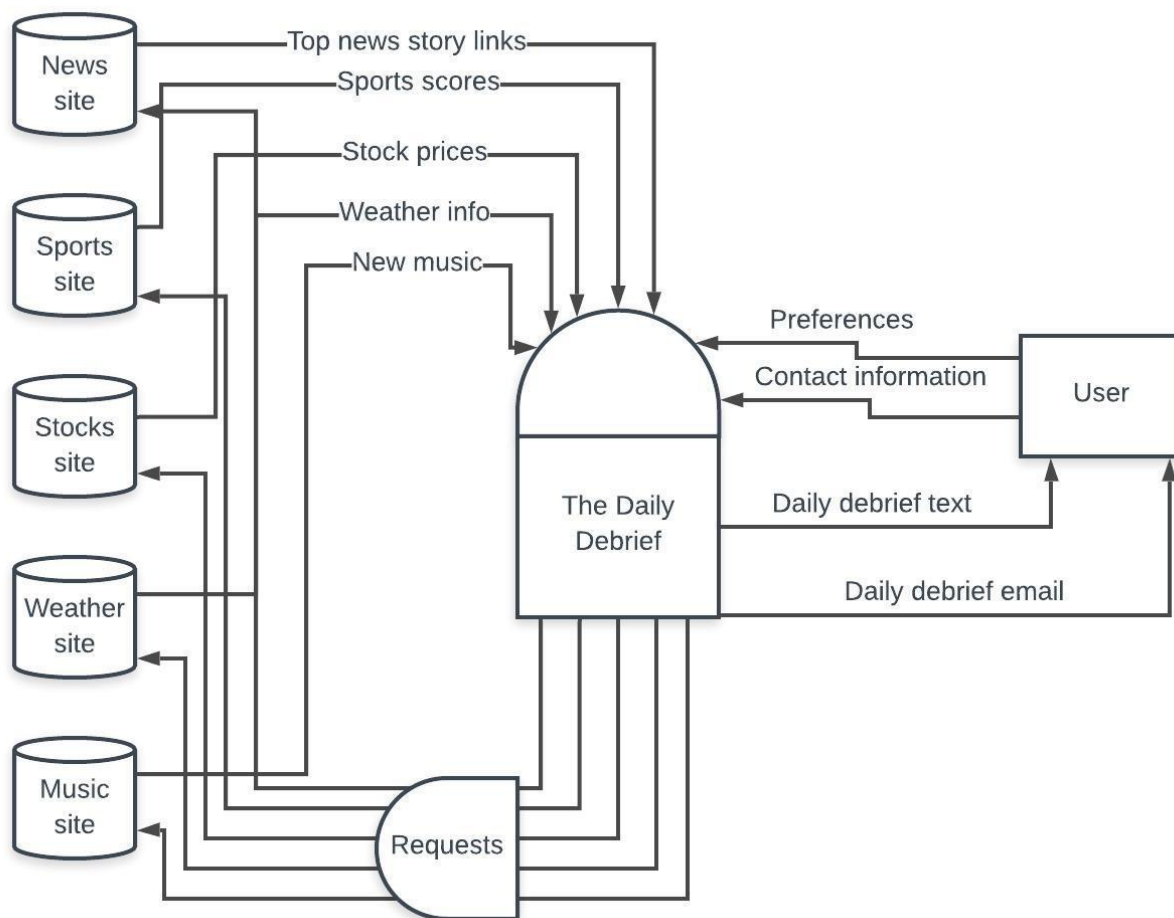 News
site
Top news story links
Sports scores
Stock prices
Weather info
New music
Sports
site
Stocks
site
Weather
site
Music
site
Preferences
Contact information
User
The Daily
Debrief
Daily debrief text
Daily debrief email
Requests